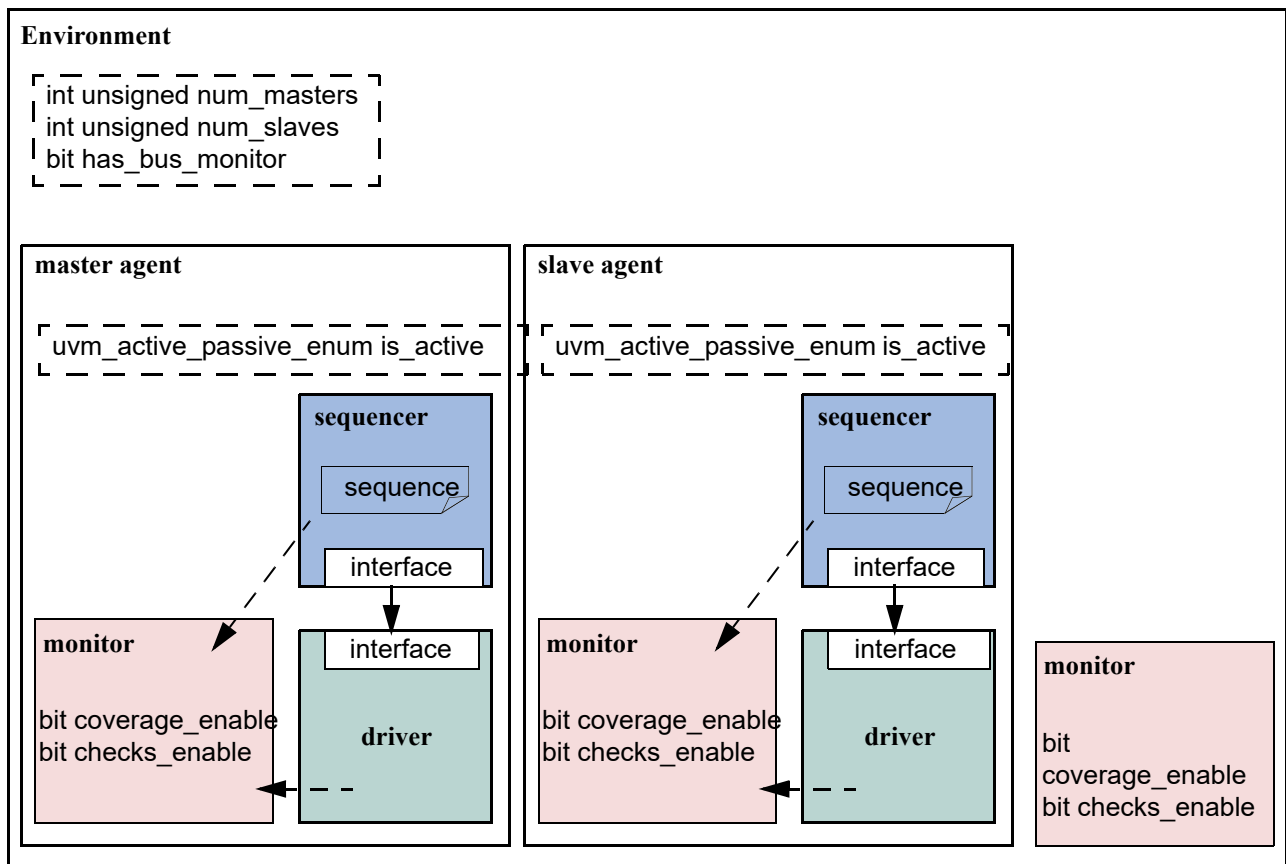 Environment
int unsigned num_masters
int unsigned num_slaves
bit has_bus_monitor
master agent
uvm_active_passive_enum is_active
sequencer
sequence
interface
monitor
bit coverage_enable
bit checks_enable
interface
driver
slave agent
uvm_active_passive_enum is_active
sequencer
sequence
interface
monitor
bit coverage_enable
bit checks_enable
interface
driver
monitor
bit
coverage_enable
bit checks_enable